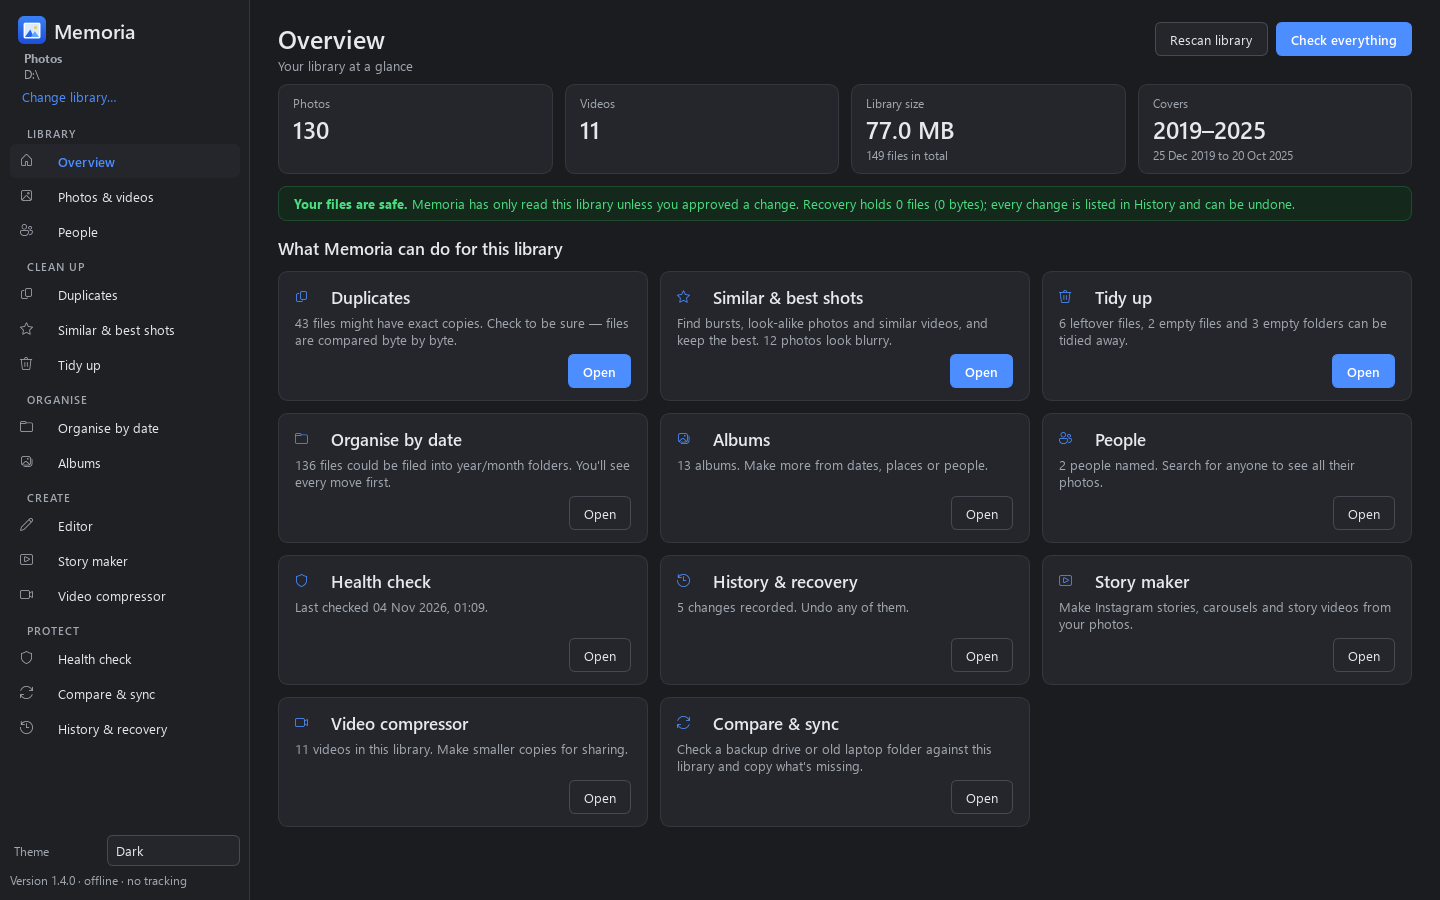 Memoria
Photos
D:\
Change library...
LIBRARY
Overview
Photos & videos
People
CLEAN UP
Duplicates
Similar & best shots
Tidy up
ORGANISE
Organise by date
Albums
CREATE
Editor
Story maker
Video compressor
PROTECT
Health check
Compare & sync
History & recovery
Theme
Dark
Version 1.4.0 · offline · no tracking
Overview
Your library at a glance
Rescan library
Check everything
Photos
130
Videos
11
Library size
77.0 MB
149 files in total
Covers
2019–2025
25 Dec 2019 to 20 Oct 2025
Your files are safe. Memoria has only read this library unless you approved a change. Recovery holds 0 files (0 bytes); every change is listed in History and can be undone.
What Memoria can do for this library
Duplicates
43 files might have exact copies. Check to be sure — files
are compared byte by byte.
Open
Similar & best shots
Find bursts, look-alike photos and similar videos, and
keep the best. 12 photos look blurry.
Open
Tidy up
6 leftover files, 2 empty files and 3 empty folders can be
tidied away.
Open
Organise by date
136 files could be filed into year/month folders. You'll see
every move first.
Open
Albums
13 albums. Make more from dates, places or people.
Open
People
2 people named. Search for anyone to see all their
photos.
Open
Health check
Last checked 04 Nov 2026, 01:09.
Open
History & recovery
5 changes recorded. Undo any of them.
Open
Story maker
Make Instagram stories, carousels and story videos from
your photos.
Open
Video compressor
11 videos in this library. Make smaller copies for sharing.
Open
Compare & sync
Check a backup drive or old laptop folder against this
library and copy what's missing.
Open